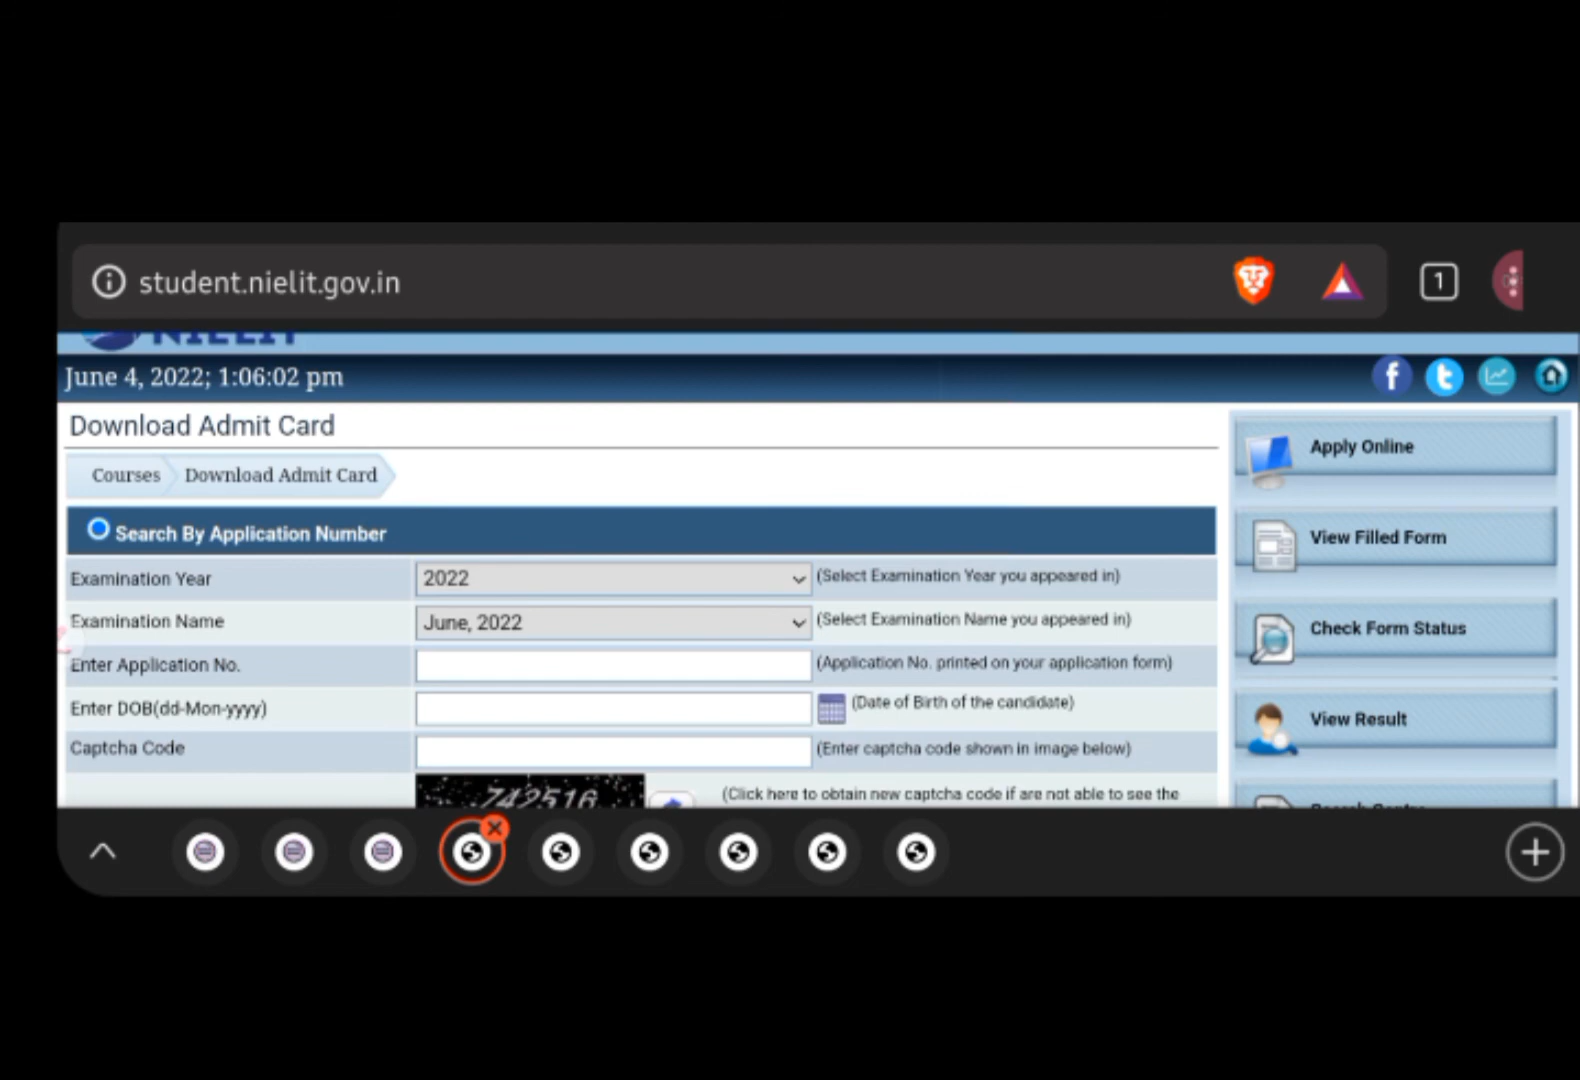 student.nielit.gov.in
1
NIELIT
June 4, 2022; 1:06:02 pm
Download Admit Card
Courses Download Admit Card
Search By Application Number
Examination Year 2022 (Select Examination Year you appeared in)
Examination Name June, 2022 (Select Examination Name you appeared in)
Enter Application No. (Application No. printed on your application form)
Enter DOB(dd-Mon-yyyy) (Date of Birth of the candidate)
Captcha Code (Enter captcha code shown in image below)
742516 (Click here to obtain new captcha code if are not able to see the
Apply Online
View Filled Form
Check Form Status
View Result